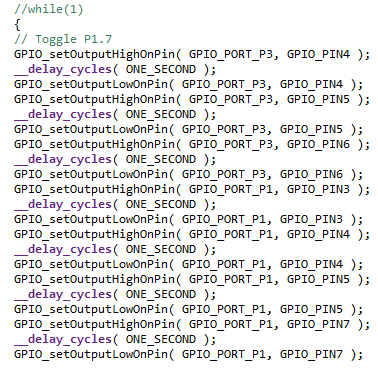 //while(1)
{
// Toggle P1.7
GPIO_setOutputHighOnPin( GPIO_PORT_P3, GPIO_PIN4 );
__delay_cycles( ONE_SECOND );
GPIO_setOutputLowOnPin( GPIO_PORT_P3, GPIO_PIN4 );
GPIO_setOutputHighOnPin( GPIO_PORT_P3, GPIO_PIN5 );
__delay_cycles( ONE_SECOND );
GPIO_setOutputLowOnPin( GPIO_PORT_P3, GPIO_PIN5 );
GPIO_setOutputHighOnPin( GPIO_PORT_P3, GPIO_PIN6 );
__delay_cycles( ONE_SECOND );
GPIO_setOutputLowOnPin( GPIO_PORT_P3, GPIO_PIN6 );
GPIO_setOutputHighOnPin( GPIO_PORT_P1, GPIO_PIN3 );
__delay_cycles( ONE_SECOND );
GPIO_setOutputLowOnPin( GPIO_PORT_P1, GPIO_PIN3 );
GPIO_setOutputHighOnPin( GPIO_PORT_P1, GPIO_PIN4 );
__delay_cycles( ONE_SECOND );
GPIO_setOutputLowOnPin( GPIO_PORT_P1, GPIO_PIN4 );
GPIO_setOutputHighOnPin( GPIO_PORT_P1, GPIO_PIN5 );
__delay_cycles( ONE_SECOND );
GPIO_setOutputLowOnPin( GPIO_PORT_P1, GPIO_PIN5 );
GPIO_setOutputHighOnPin( GPIO_PORT_P1, GPIO_PIN7 );
__delay_cycles( ONE_SECOND );
GPIO_setOutputLowOnPin( GPIO_PORT_P1, GPIO_PIN7 );